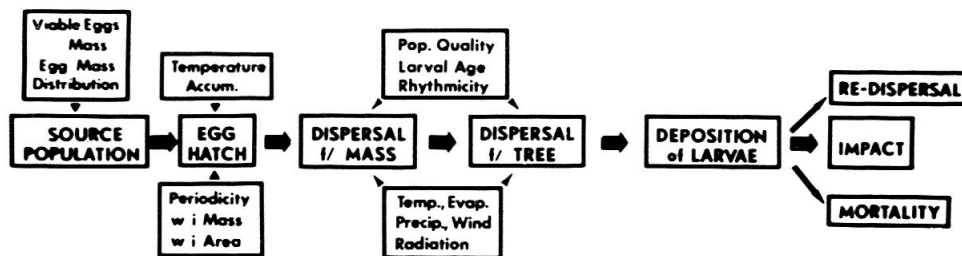 Viable Eggs
Mass
Egg Mass
Distribution
Temperature
Accum.
Pop. Quality
Larval Age
Rhythmicity
SOURCE
POPULATION
EGG
HATCH
DISPERSAL
f/ MASS
DISPERSAL
f/ TREE
DEPOSITION
of LARVAE
RE-DISPERSAL
IMPACT
MORTALITY
Periodicity
w i Mass
w i Area
Temp., Evap.
Precip., Wind
Radiation